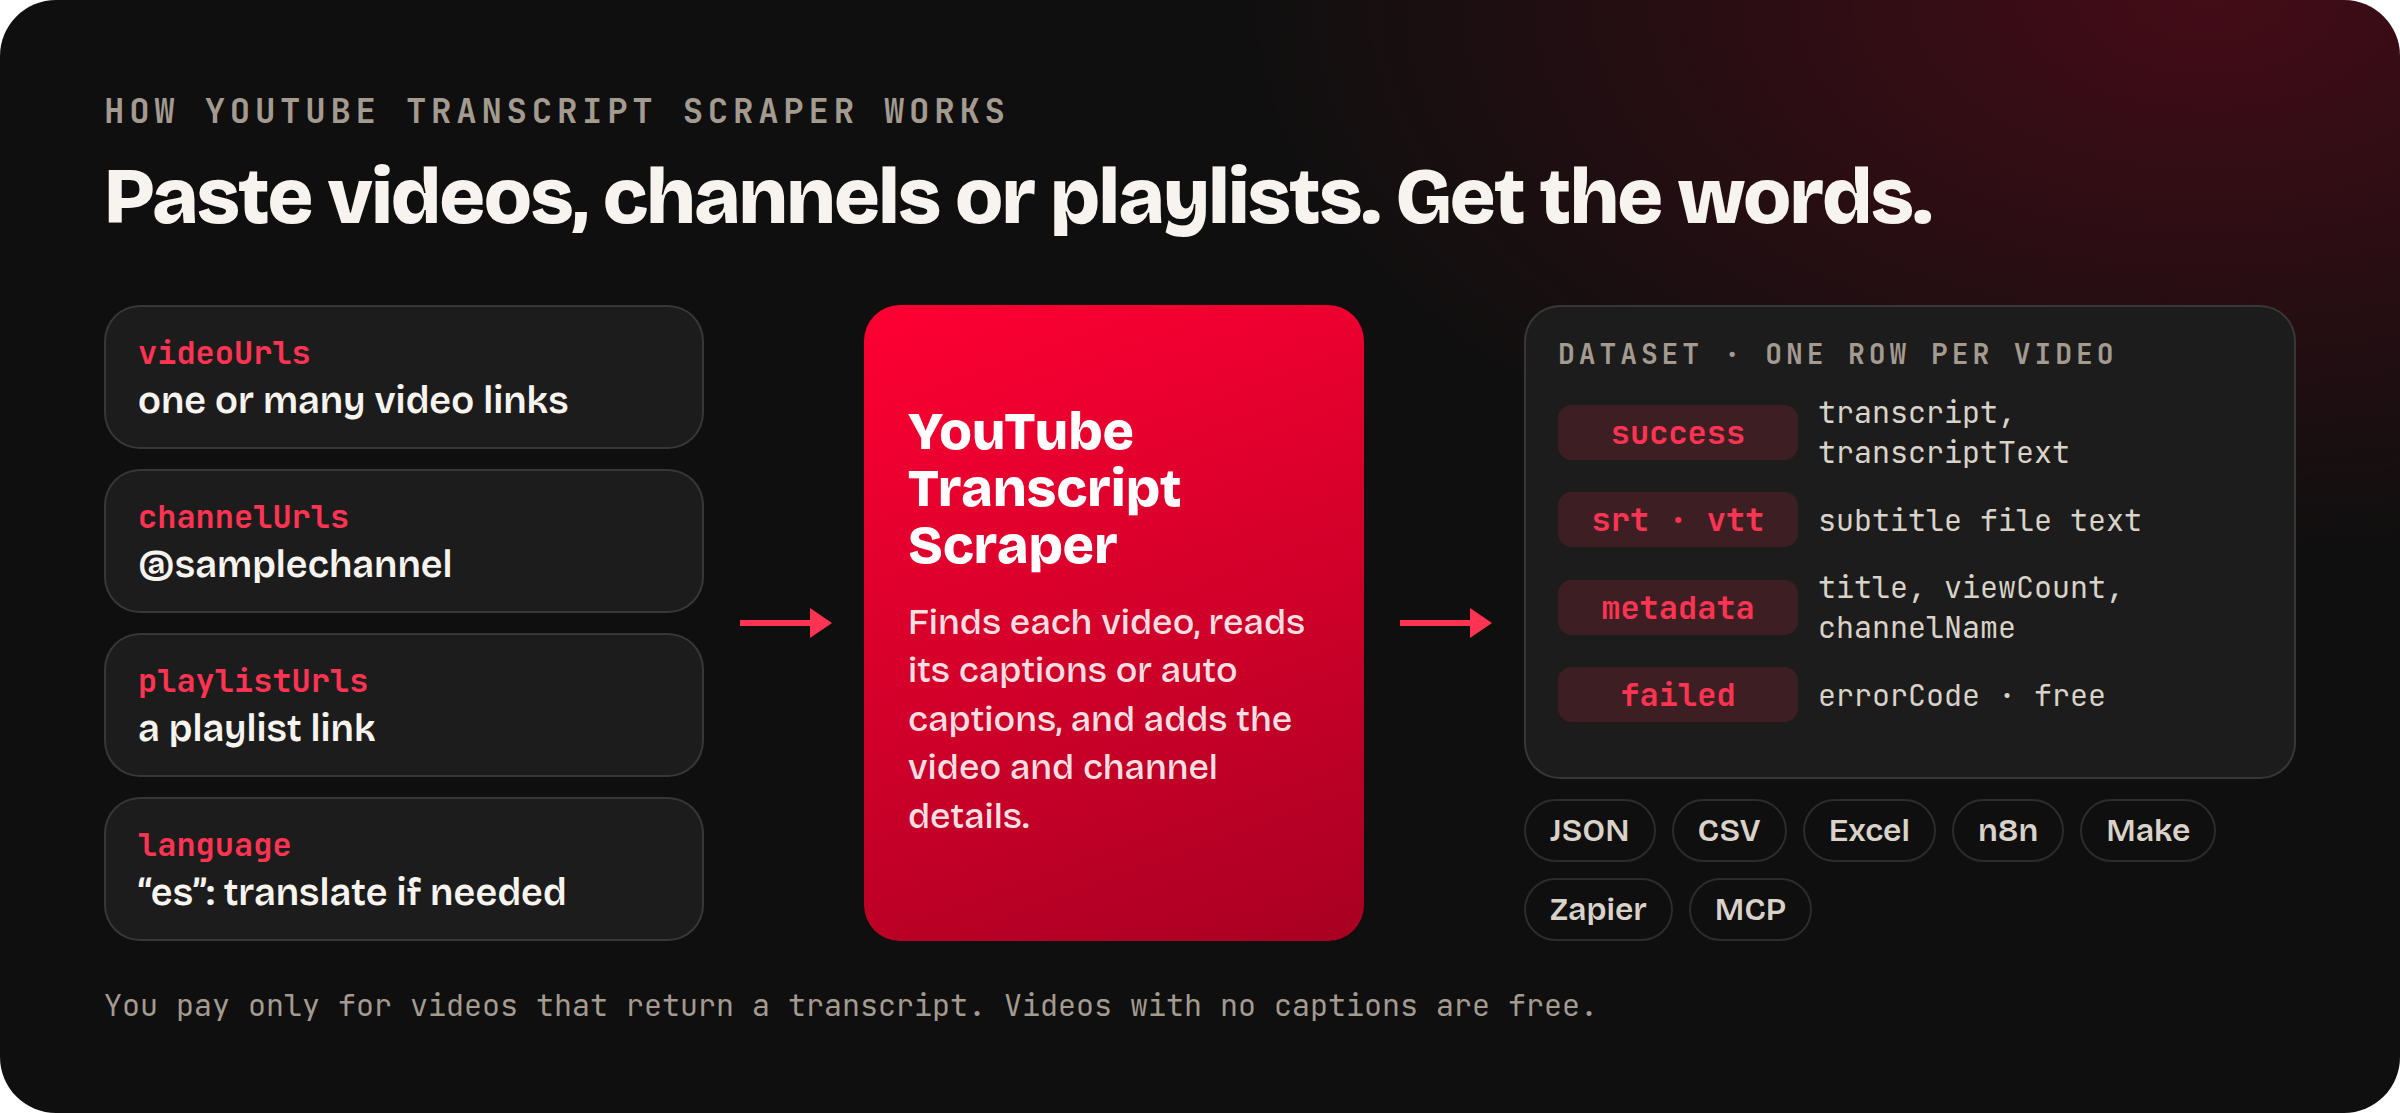 HOW YOUTUBE TRANSCRIPT SCRAPER WORKS
Paste videos, channels or playlists. Get the words.
videoUrls
one or many video links
channelUrls
@samplechannel
playlistUrls
a playlist link
language
“es”: translate if needed
YouTube
Transcript
Scraper
Finds each video, reads
its captions or auto
captions, and adds the
video and channel
details.
DATASET · ONE ROW PER VIDEO
success
transcript,
transcriptText
srt · vtt
subtitle file text
metadata
title, viewCount,
channelName
failed
errorCode · free
JSON
CSV
Excel
n8n
Make
Zapier
MCP
You pay only for videos that return a transcript. Videos with no captions are free.